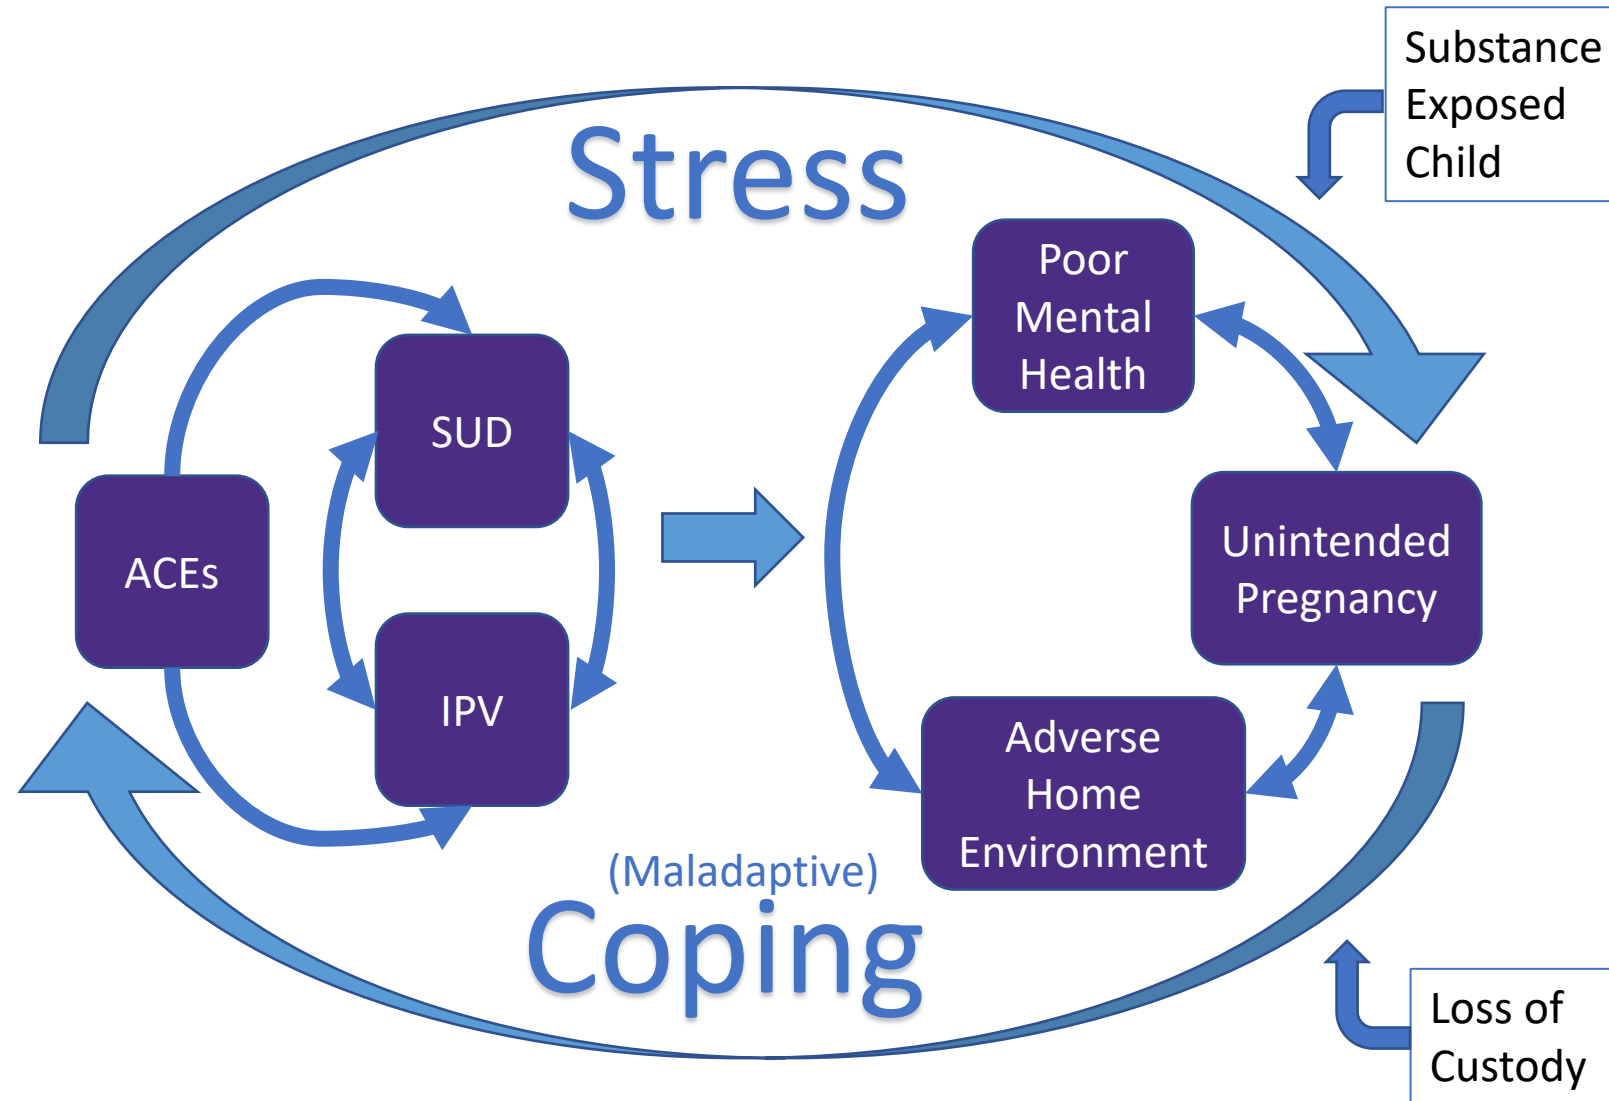 Substance
Exposed
Child
Stress
Poor
Mental
Health
SUD
ACEs
Unintended
Pregnancy
IPV
Adverse
Home
Environment
(Maladaptive)
Coping
Loss of
Custody